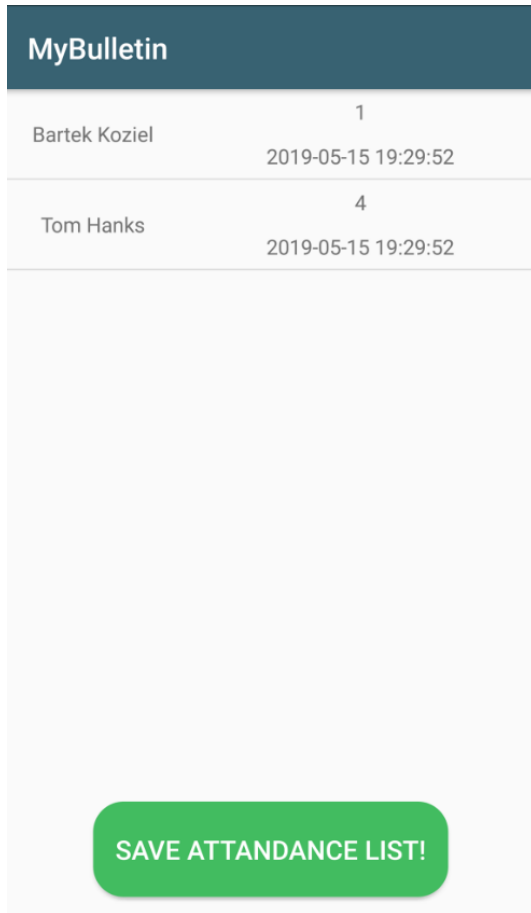 MyBulletin
Bartek Koziel
1
2019-05-15 19:29:52
Tom Hanks
4
2019-05-15 19:29:52
SAVE ATTANDANCE LIST!